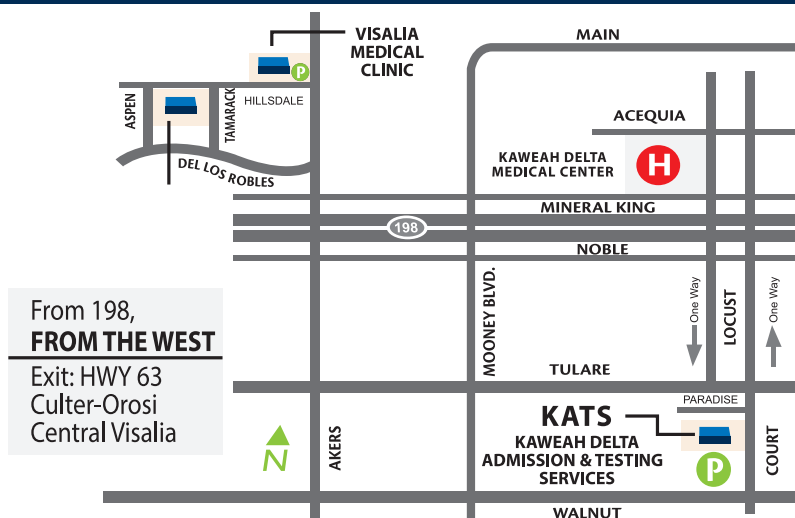 VISALIA
MEDICAL
CLINIC
MAIN
P
HILLSDALE
ASPEN
TAMARACK
DEL LOS ROBLES
ACEQUIA
KAWEAH DELTA
MEDICAL CENTER
H
MINERAL KING
198
NOBLE
From 198,
FROM THE WEST
Exit: HWY 63
Culter-Orosi
Central Visalia
MOONEY BLVD.
One Way
LOCUST
One Way
TULARE
PARADISE
KATS
KAWEAH DELTA
ADMISSION & TESTING
SERVICES
P
COURT
N
AKERS
WALNUT